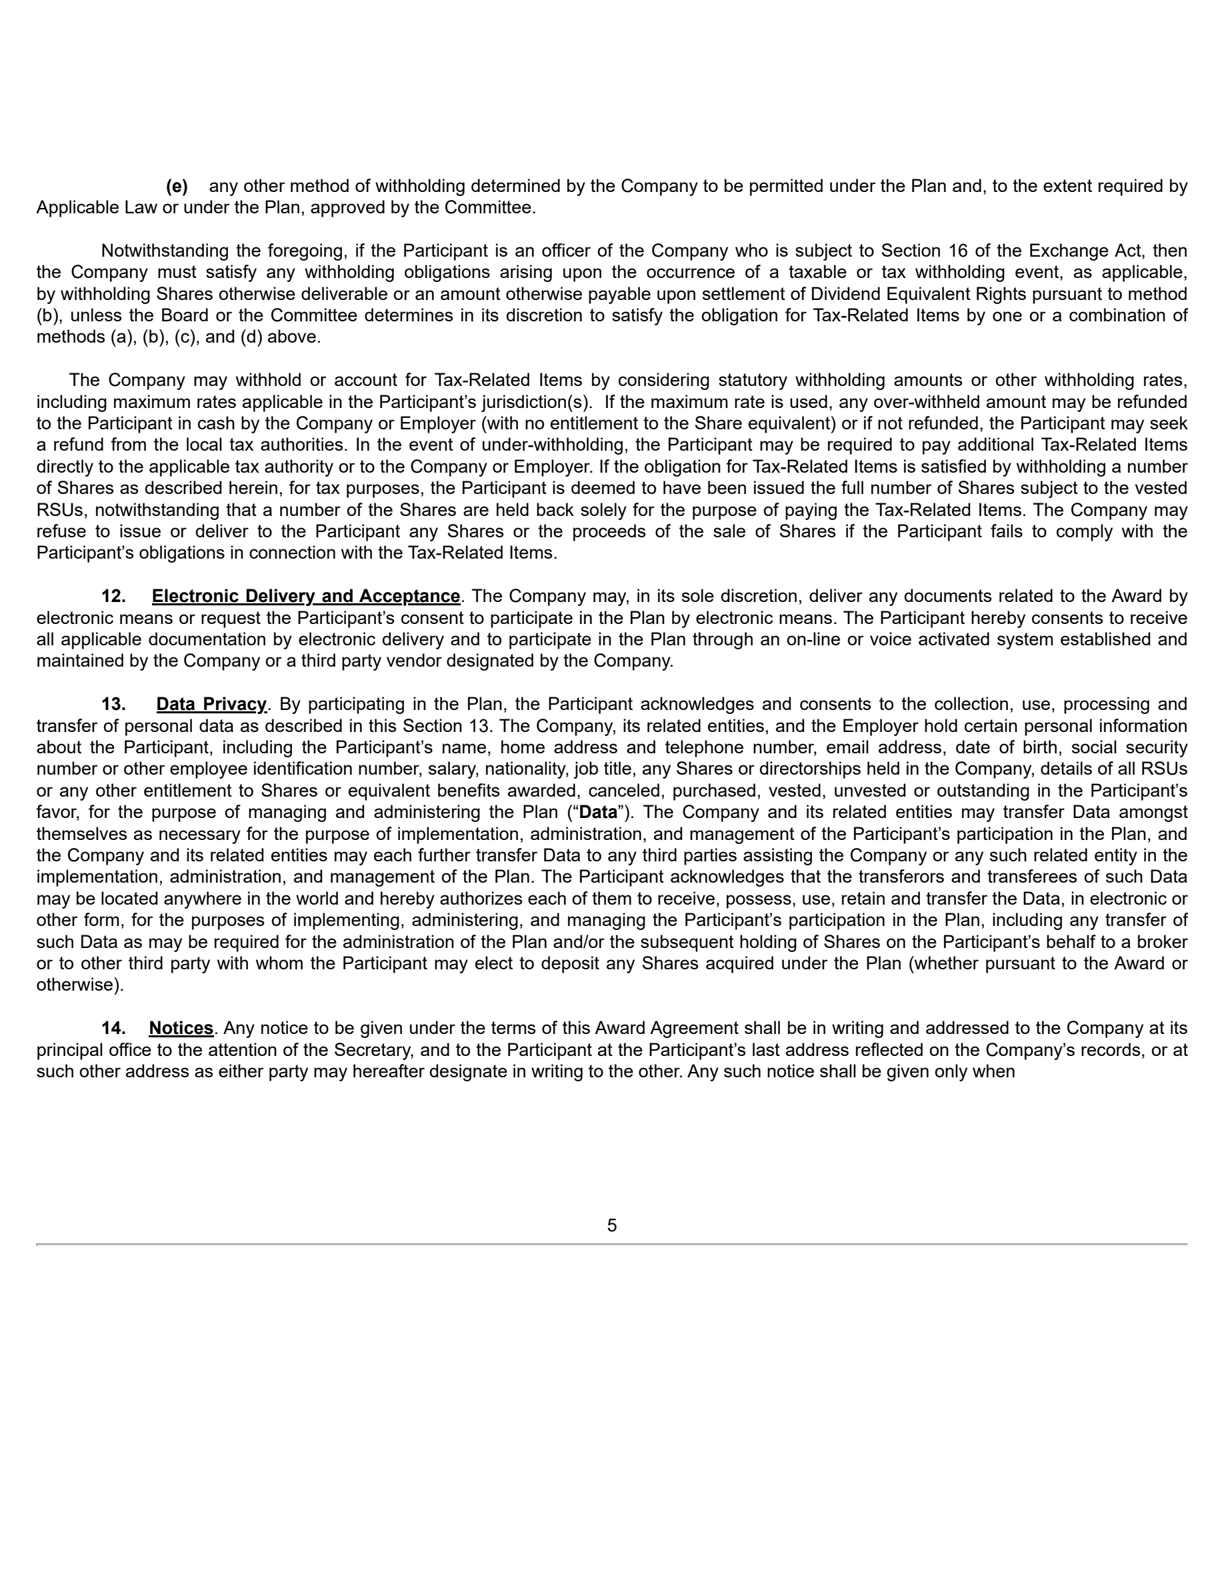 (e) any other method of withholding determined by the Company to be permitted under the Plan and, to the extent required by
Applicable Law or under the Plan, approved by the Committee.
Notwithstanding the foregoing, if the Participant is an officer of the Company who is subject to Section 16 of the Exchange Act, then
the Company must satisfy any withholding obligations arising upon the occurrence of a taxable or tax withholding event, as applicable,
by withholding Shares otherwise deliverable or an amount otherwise payable upon settlement of Dividend Equivalent Rights pursuant to method
(b), unless the Board or the Committee determines in its discretion to satisfy the obligation for Tax-Related Items by one or a combination of
methods (a), (b), (c), and (d) above.
The Company may withhold or account for Tax-Related Items by considering statutory withholding amounts or other withholding rates,
including maximum rates applicable in the Participant’s jurisdiction(s). If the maximum rate is used, any over-withheld amount may be refunded
to the Participant in cash by the Company or Employer (with no entitlement to the Share equivalent) or if not refunded, the Participant may seek
a refund from the local tax authorities. In the event of under-withholding, the Participant may be required to pay additional Tax-Related Items
directly to the applicable tax authority or to the Company or Employer. If the obligation for Tax-Related Items is satisfied by withholding a number
of Shares as described herein, for tax purposes, the Participant is deemed to have been issued the full number of Shares subject to the vested
RSUs, notwithstanding that a number of the Shares are held back solely for the purpose of paying the Tax-Related Items. The Company may
refuse to issue or deliver to the Participant any Shares or the proceeds of the sale of Shares if the Participant fails to comply with the
Participant’s obligations in connection with the Tax-Related Items.
12. Electronic Delivery and Acceptance. The Company may, in its sole discretion, deliver any documents related to the Award by
electronic means or request the Participant’s consent to participate in the Plan by electronic means. The Participant hereby consents to receive
all applicable documentation by electronic delivery and to participate in the Plan through an on-line or voice activated system established and
maintained by the Company or a third party vendor designated by the Company.
13. Data Privacy. By participating in the Plan, the Participant acknowledges and consents to the collection, use, processing and
transfer of personal data as described in this Section 13. The Company, its related entities, and the Employer hold certain personal information
about the Participant, including the Participant’s name, home address and telephone number, email address, date of birth, social security
number or other employee identification number, salary, nationality, job title, any Shares or directorships held in the Company, details of all RSUs
or any other entitlement to Shares or equivalent benefits awarded, canceled, purchased, vested, unvested or outstanding in the Participant’s
favor, for the purpose of managing and administering the Plan (“Data”). The Company and its related entities may transfer Data amongst
themselves as necessary for the purpose of implementation, administration, and management of the Participant’s participation in the Plan, and
the Company and its related entities may each further transfer Data to any third parties assisting the Company or any such related entity in the
implementation, administration, and management of the Plan. The Participant acknowledges that the transferors and transferees of such Data
may be located anywhere in the world and hereby authorizes each of them to receive, possess, use, retain and transfer the Data, in electronic or
other form, for the purposes of implementing, administering, and managing the Participant’s participation in the Plan, including any transfer of
such Data as may be required for the administration of the Plan and/or the subsequent holding of Shares on the Participant’s behalf to a broker
or to other third party with whom the Participant may elect to deposit any Shares acquired under the Plan (whether pursuant to the Award or
otherwise).
14. Notices. Any notice to be given under the terms of this Award Agreement shall be in writing and addressed to the Company at its
principal office to the attention of the Secretary, and to the Participant at the Participant’s last address reflected on the Company’s records, or at
such other address as either party may hereafter designate in writing to the other. Any such notice shall be given only when
5